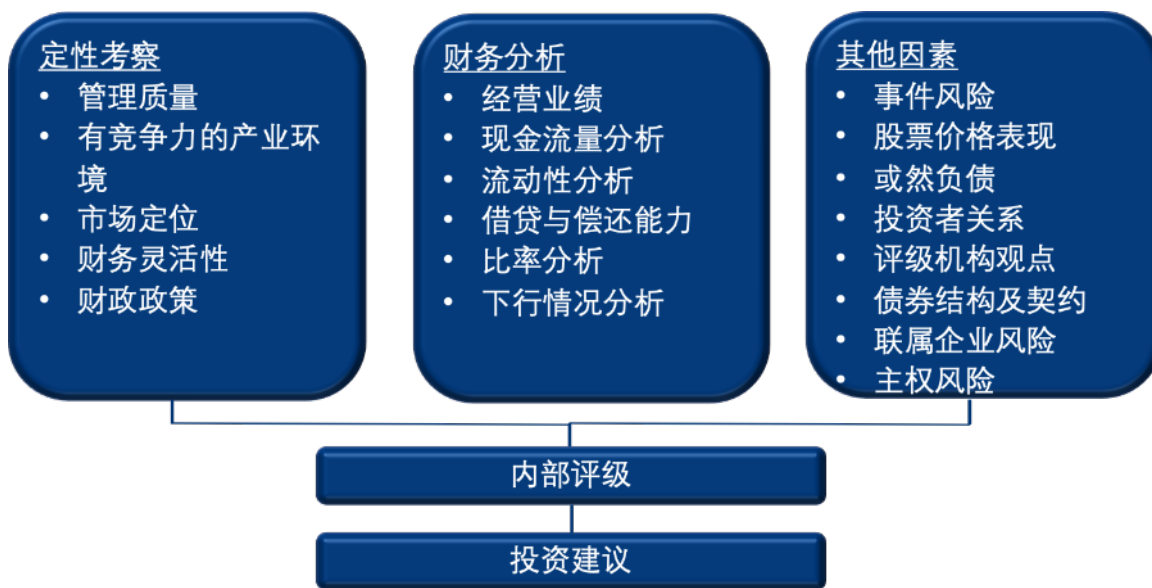 定性考察
• 管理质量
• 有竞争力的产业环
境
• 市场定位
• 财务灵活性
• 财政政策
财务分析
• 经营业绩
• 现金流量分析
• 流动性分析
• 借贷与偿还能力
• 比率分析
• 下行情况分析
其他因素
• 事件风险
• 股票价格表现
• 或然负债
• 投资者关系
• 评级机构观点
• 债券结构及契约
• 联属企业风险
• 主权风险
内部评级
投资建议